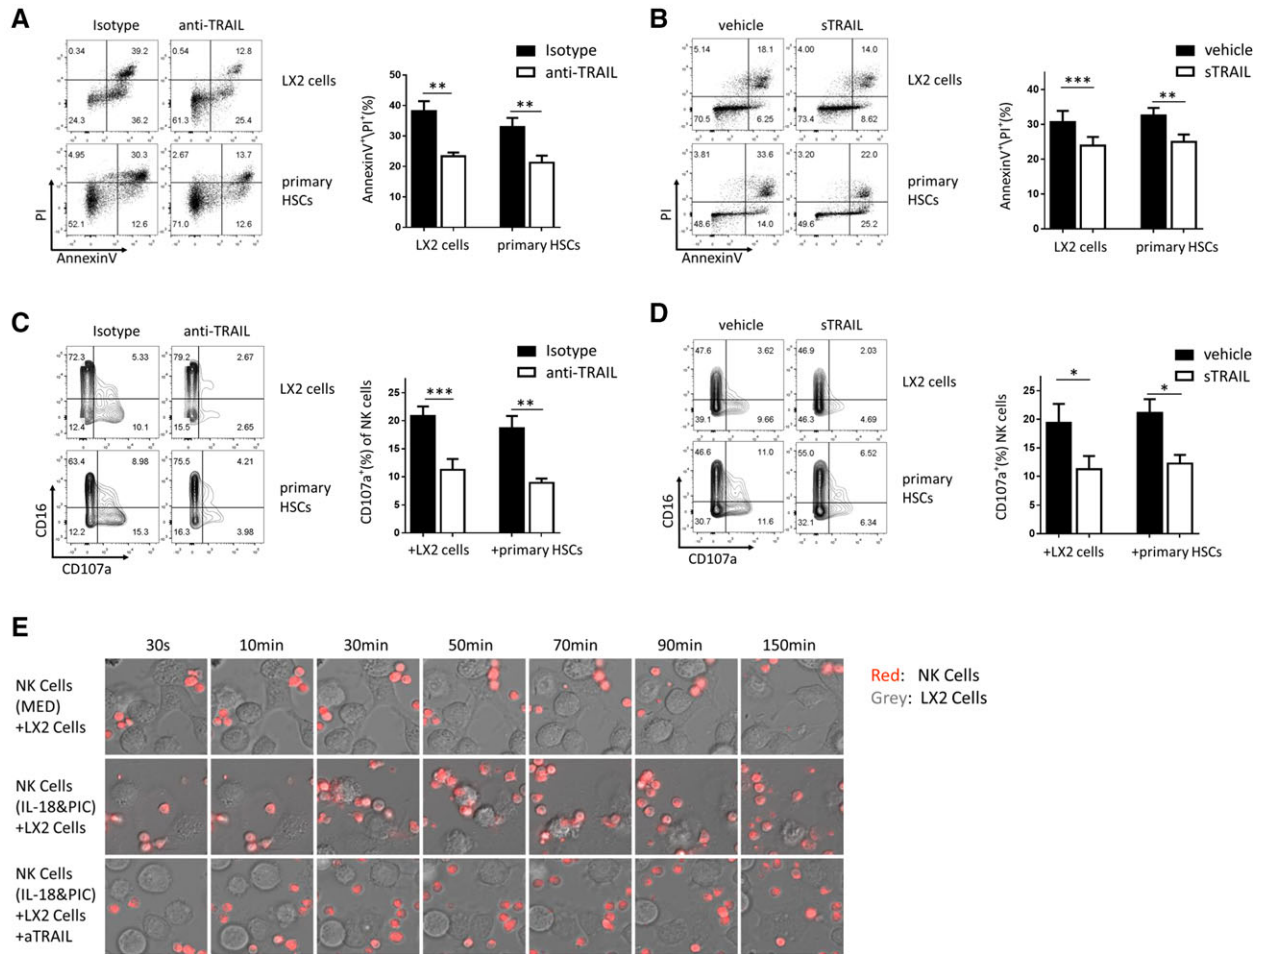 A
Isotype
anti-TRAIL
0.34
39.2
0.54
12.8
24.3
36.2
61.3
25.4
LX2 cells
4.95
30.3
2.67
13.7
52.1
12.6
71.0
12.6
primary
HSCs
PI
AnnexinV
Isotype
anti-TRAIL
AnnexinV⁺\PI⁺(%)
50
40
30
20
10
0
**
**
LX2 cells
primary HSCs
B
vehicle
sTRAIL
5.14
18.1
4.00
14.0
70.5
6.25
73.4
8.62
LX2 cells
3.81
33.6
3.20
22.0
48.6
14.0
49.6
25.2
primary
HSCs
PI
AnnexinV
vehicle
sTRAIL
AnnexinV⁺\PI⁺(%)
40
30
20
10
0
***
**
LX2 cells
primary HSCs
C
Isotype
anti-TRAIL
72.3
5.33
79.2
2.67
12.4
10.1
15.5
2.65
LX2 cells
63.4
8.98
75.5
4.21
12.2
15.3
16.3
3.98
primary
HSCs
CD16
CD107a
Isotype
anti-TRAIL
CD107a⁺(%) of NK cells
25
20
15
10
5
0
***
**
+LX2 cells
+primary HSCs
D
vehicle
sTRAIL
47.6
3.62
46.9
2.03
39.1
9.66
46.3
4.69
LX2 cells
46.6
11.0
55.0
6.52
30.7
11.6
32.1
6.34
primary
HSCs
CD16
CD107a
vehicle
sTRAIL
CD107a⁺(%) NK cells
25
20
15
10
5
0
*
*
+LX2 cells
+primary HSCs
E
30s
10min
30min
50min
70min
90min
150min
NK Cells
(MED)
+LX2 Cells
NK Cells
(IL-18&PIC)
+LX2 Cells
NK Cells
(IL-18&PIC)
+LX2 Cells
+aTRAIL
Red: NK Cells
Grey: LX2 Cells